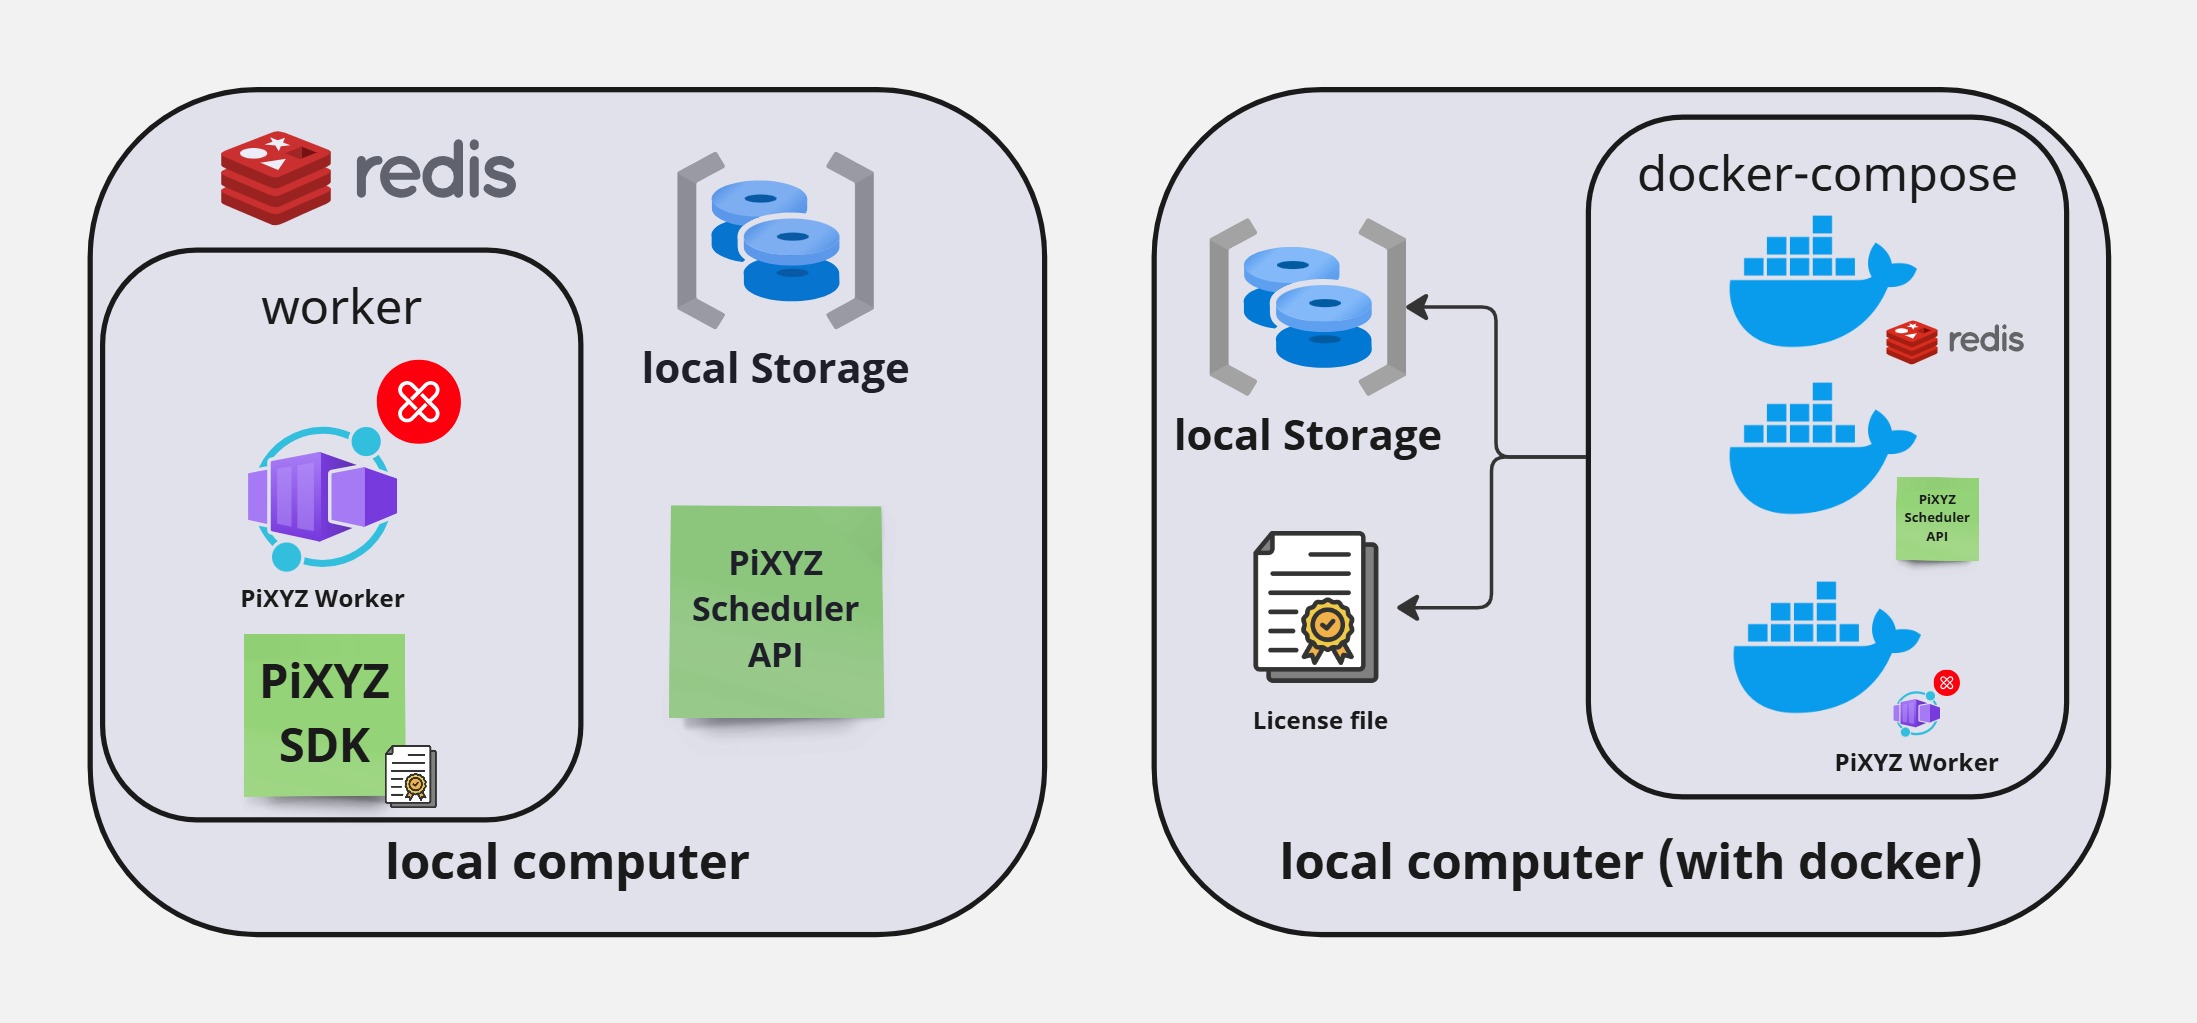 redis
local Storage
worker
PiXYZ Worker
PiXYZ
SDK
PiXYZ
Scheduler
API
local computer
docker-compose
redis
PiXYZ
Scheduler
API
PiXYZ Worker
local Storage
License file
local computer (with docker)